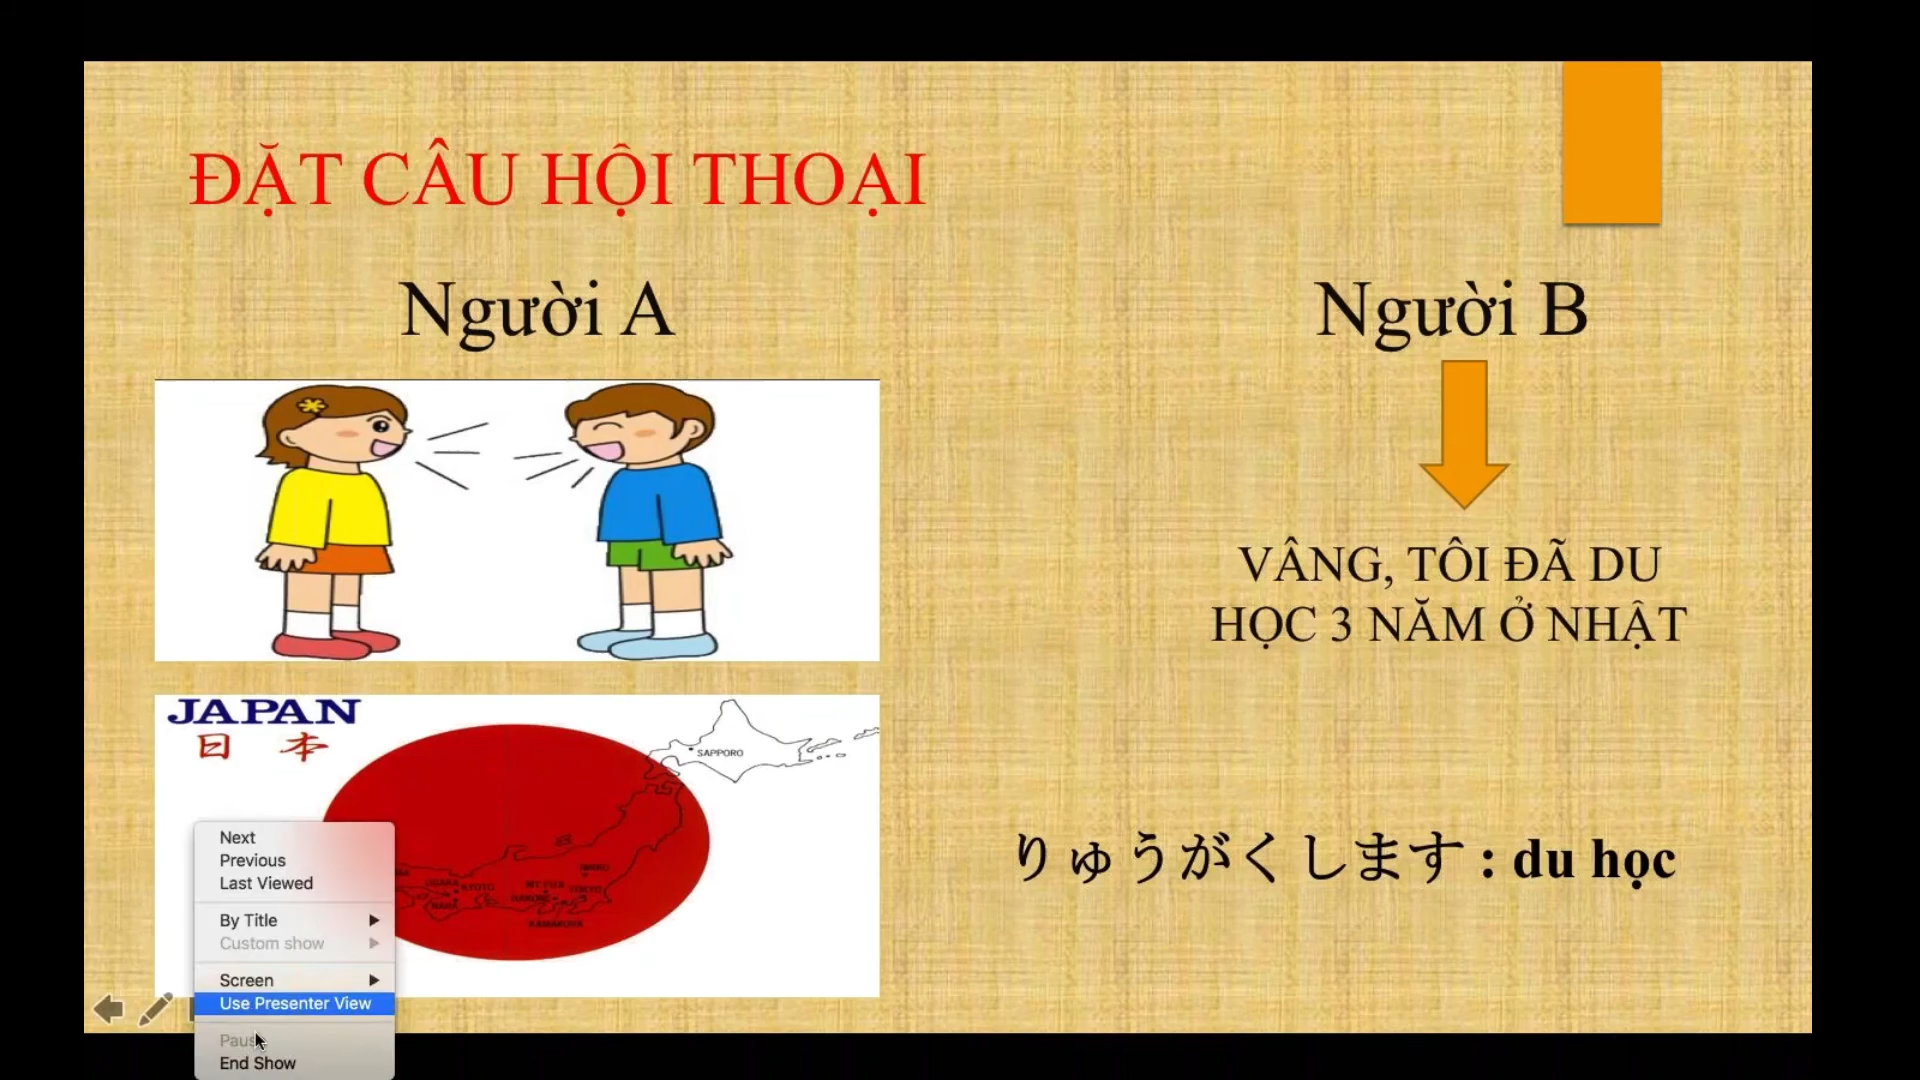 ĐẶT CÂU HỘI THOẠI
Người A
Người B
VÂNG, TÔI ĐÃ DU
HỌC 3 NĂM Ở NHẬT
JAPAN
日 本
SAPPORO
KYOTO
りゅうがくします : du học
Next
Previous
Last Viewed
By Title
Custom show
Screen
Use Presenter View
End Show